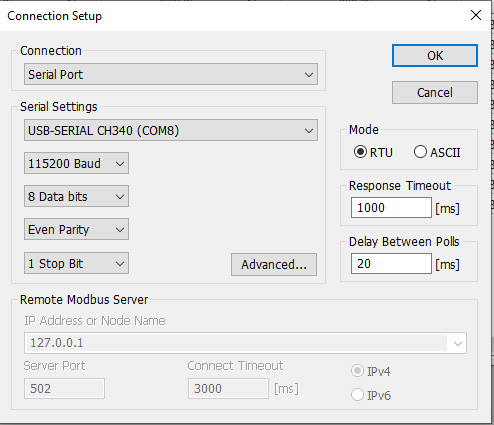 Connection Setup
Connection
Serial Port
OK
Cancel
Serial Settings
USB-SERIAL CH340 (COM8)
115200 Baud
8 Data bits
Even Parity
1 Stop Bit
Advanced...
Mode
RTU
ASCII
Response Timeout
1000 [ms]
Delay Between Polls
20 [ms]
Remote Modbus Server
IP Address or Node Name
127.0.0.1
Server Port
502
Connect Timeout
3000 [ms]
IPv4
IPv6